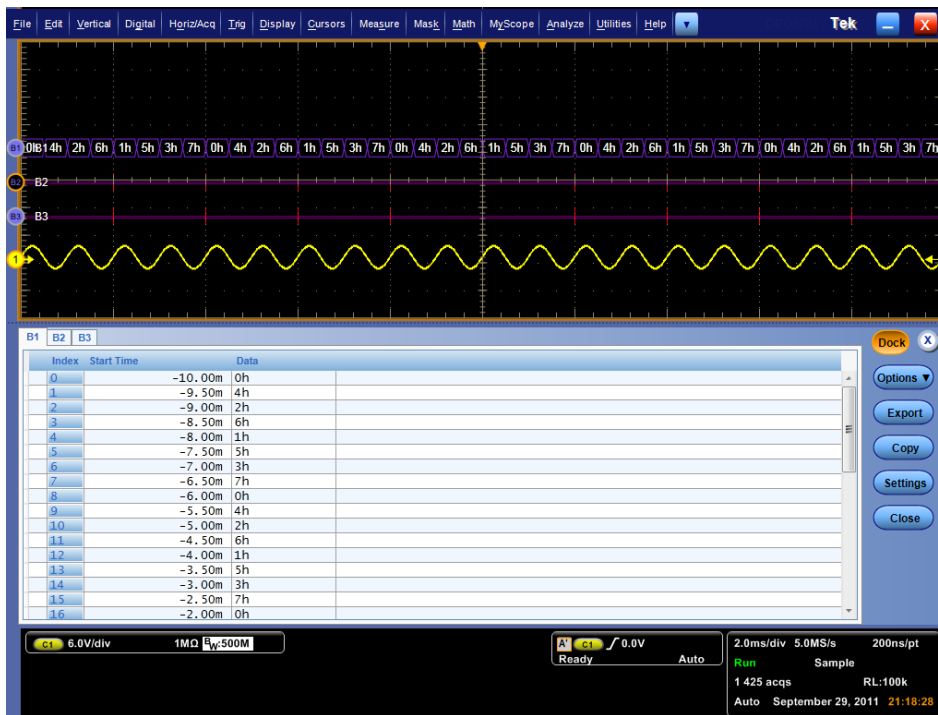 File Edit Vertical Digital Horiz/Acq Trig Display Cursors Measure Mask Math MyScope Analyze Utilities Help Tek X
B1 4h 2h 6h 1h 5h 3h 7h 0h 4h 2h 6h 1h 5h 3h 7h 0h 4h 2h 6h 1h 5h 3h 7h 0h 4h 2h 6h 1h 5h 3h 7h 0h 4h 2h 6h 1h 5h 3h 7h
B2 B2
B3 B3
1
B1 B2 B3
Dock X
Index Start Time Data
0 -10.00m 0h
Options
1 -9.50m 4h
2 -9.00m 2h
3 -8.50m 6h
Export
4 -8.00m 1h
5 -7.50m 5h
Copy
6 -7.00m 3h
7 -6.50m 7h
Settings
8 -6.00m 0h
9 -5.50m 4h
Close
10 -5.00m 2h
11 -4.50m 6h
12 -4.00m 1h
13 -3.50m 5h
14 -3.00m 3h
15 -2.50m 7h
16 -2.00m 0h
C1 6.0V/div 1MΩ BW:500M
A' C1 0.0V
Ready Auto
2.0ms/div 5.0MS/s 200ns/pt
Run Sample
1 425 acqs RL:100k
Auto September 29, 2011 21:18:28